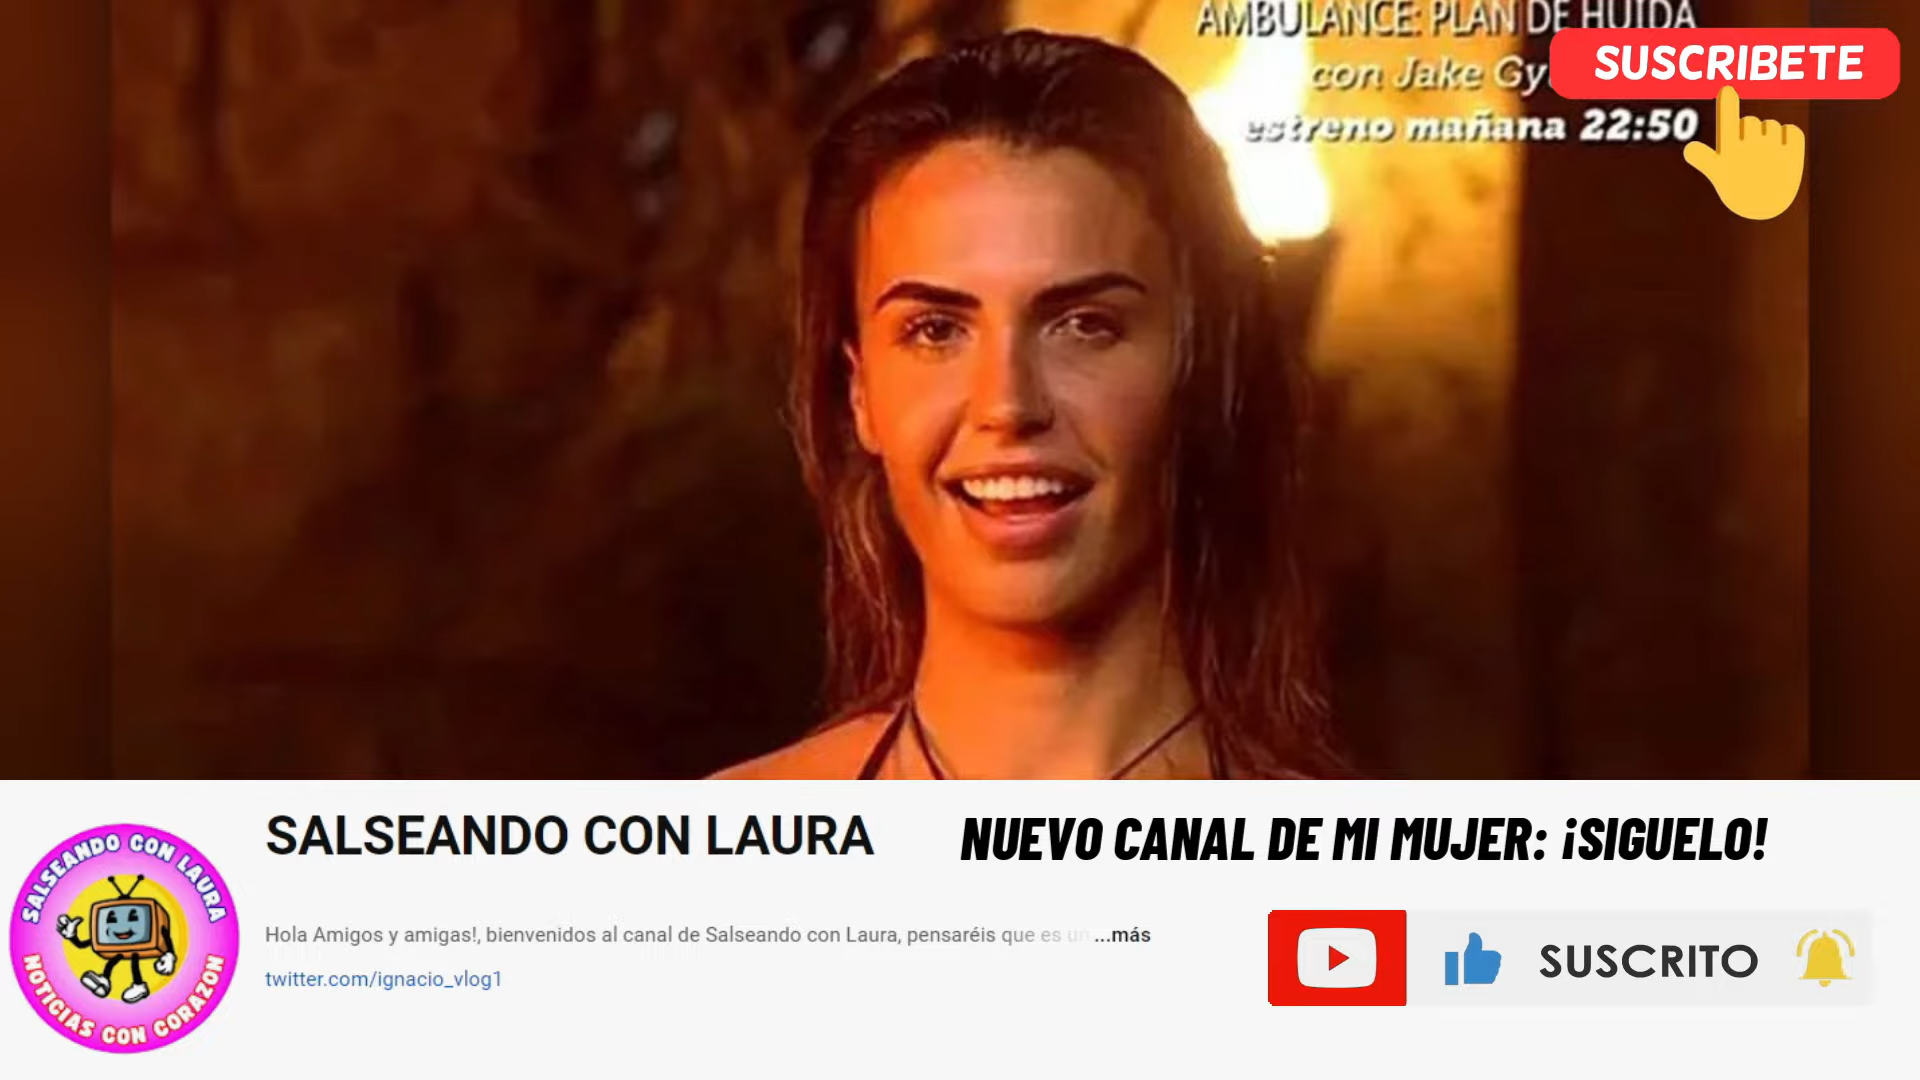 AMBULANCE: PLAN DE HUIDA
con Jake Gy
estreno mañana 22:50
SUSCRIBETE
SALSEANDO CON LAURA
NUEVO CANAL DE MI MUJER: ¡SIGUELO!
SALSEANDO CON LAURA
NOTICIAS CON CORAZON
Hola Amigos y amigas!, bienvenidos al canal de Salseando con Laura, pensaréis que es un ...más
twitter.com/ignacio_vlog1
SUSCRITO